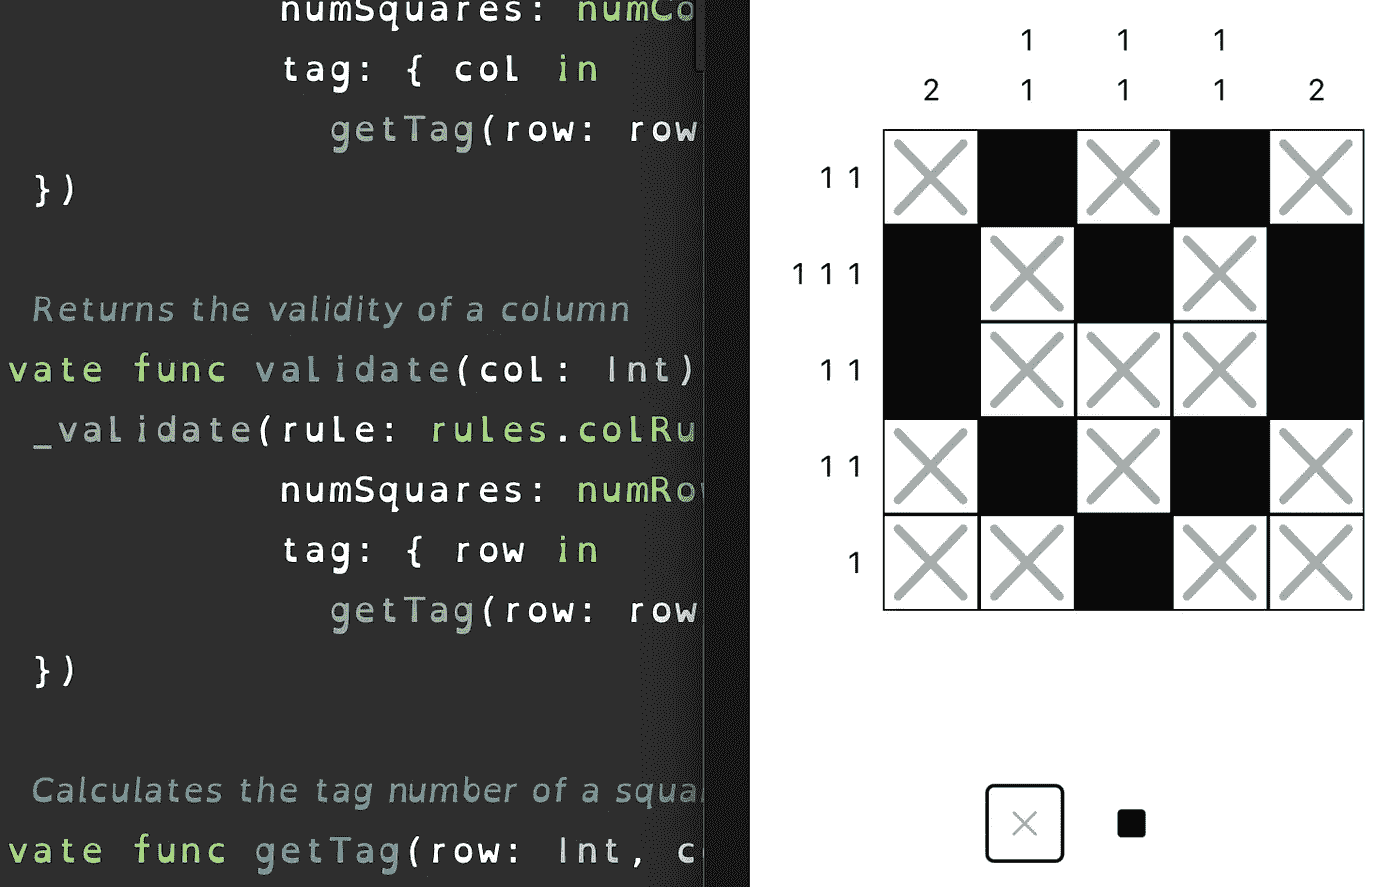 numSquares: numCo
tag: { col in
getTag(row: row
})
Returns the validity of a column
vate func validate(col: Int)
_validate(rule: rules.colRu
numSquares: numRo
tag: { row in
getTag(row: row
})
Calculates the tag number of a squa
vate func getTag(row: Int, c
1 1 1
2 1 1 1 2
1 1
1 1 1
1 1
1 1
1